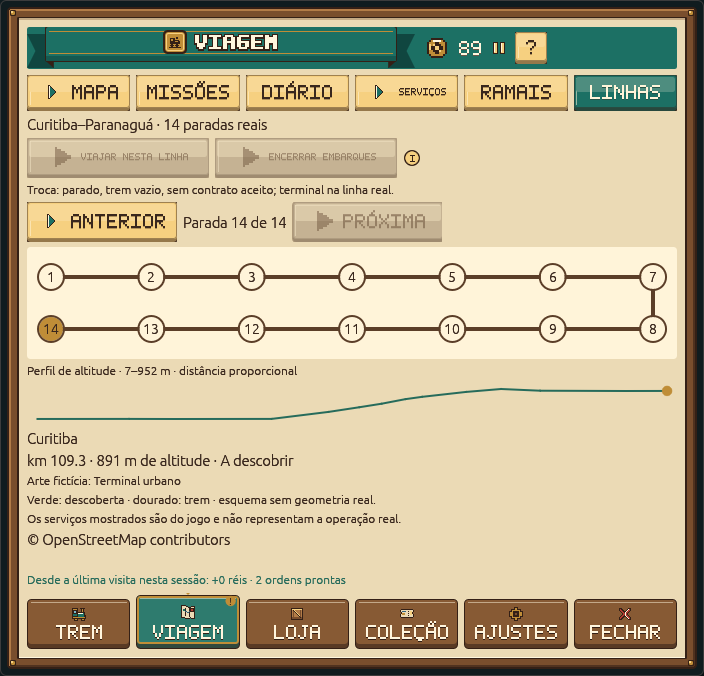 VIAGEM 89 ?
MAPA MISSÕES DIÁRIO SERVIÇOS RAMAIS LINHAS
Curitiba–Paranaguá · 14 paradas reais
VIAJAR NESTA LINHA ENCERRAR EMBARQUES I
Troca: parado, trem vazio, sem contrato aceito; terminal na linha real.
ANTERIOR Parada 14 de 14 PRÓXIMA
1 2 3 4 5 6 7
14 13 12 11 10 9 8
Perfil de altitude · 7–952 m · distância proporcional
Curitiba
km 109.3 · 891 m de altitude · A descobrir
Arte fictícia: Terminal urbano
Verde: descoberta · dourado: trem · esquema sem geometria real.
Os serviços mostrados são do jogo e não representam a operação real.
© OpenStreetMap contributors
Desde a última visita nesta sessão: +0 réis · 2 ordens prontas
TREM VIAGEM ! LOJA COLEÇÃO AJUSTES FECHAR